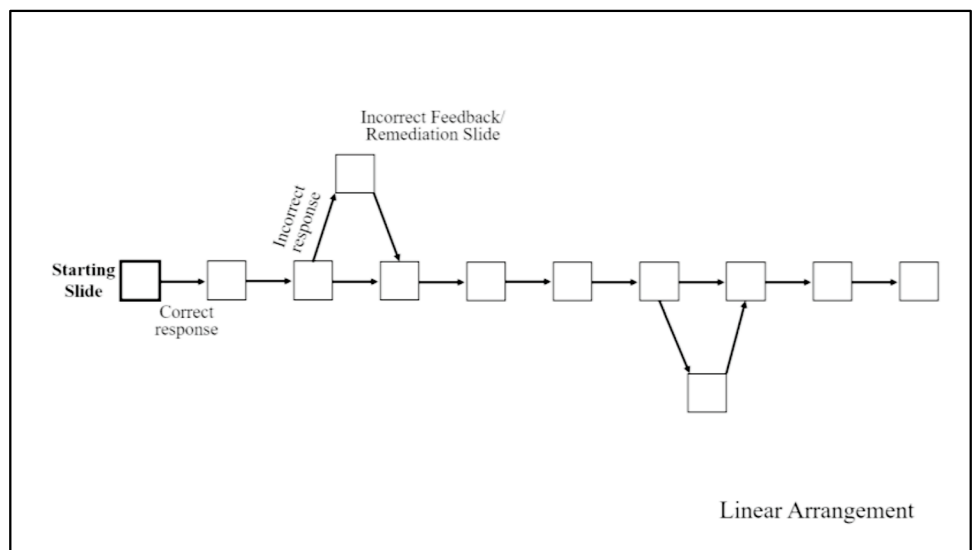 Incorrect Feedback/
Remediation Slide
Incorrect
response
Starting
Slide
Correct
response
Linear Arrangement